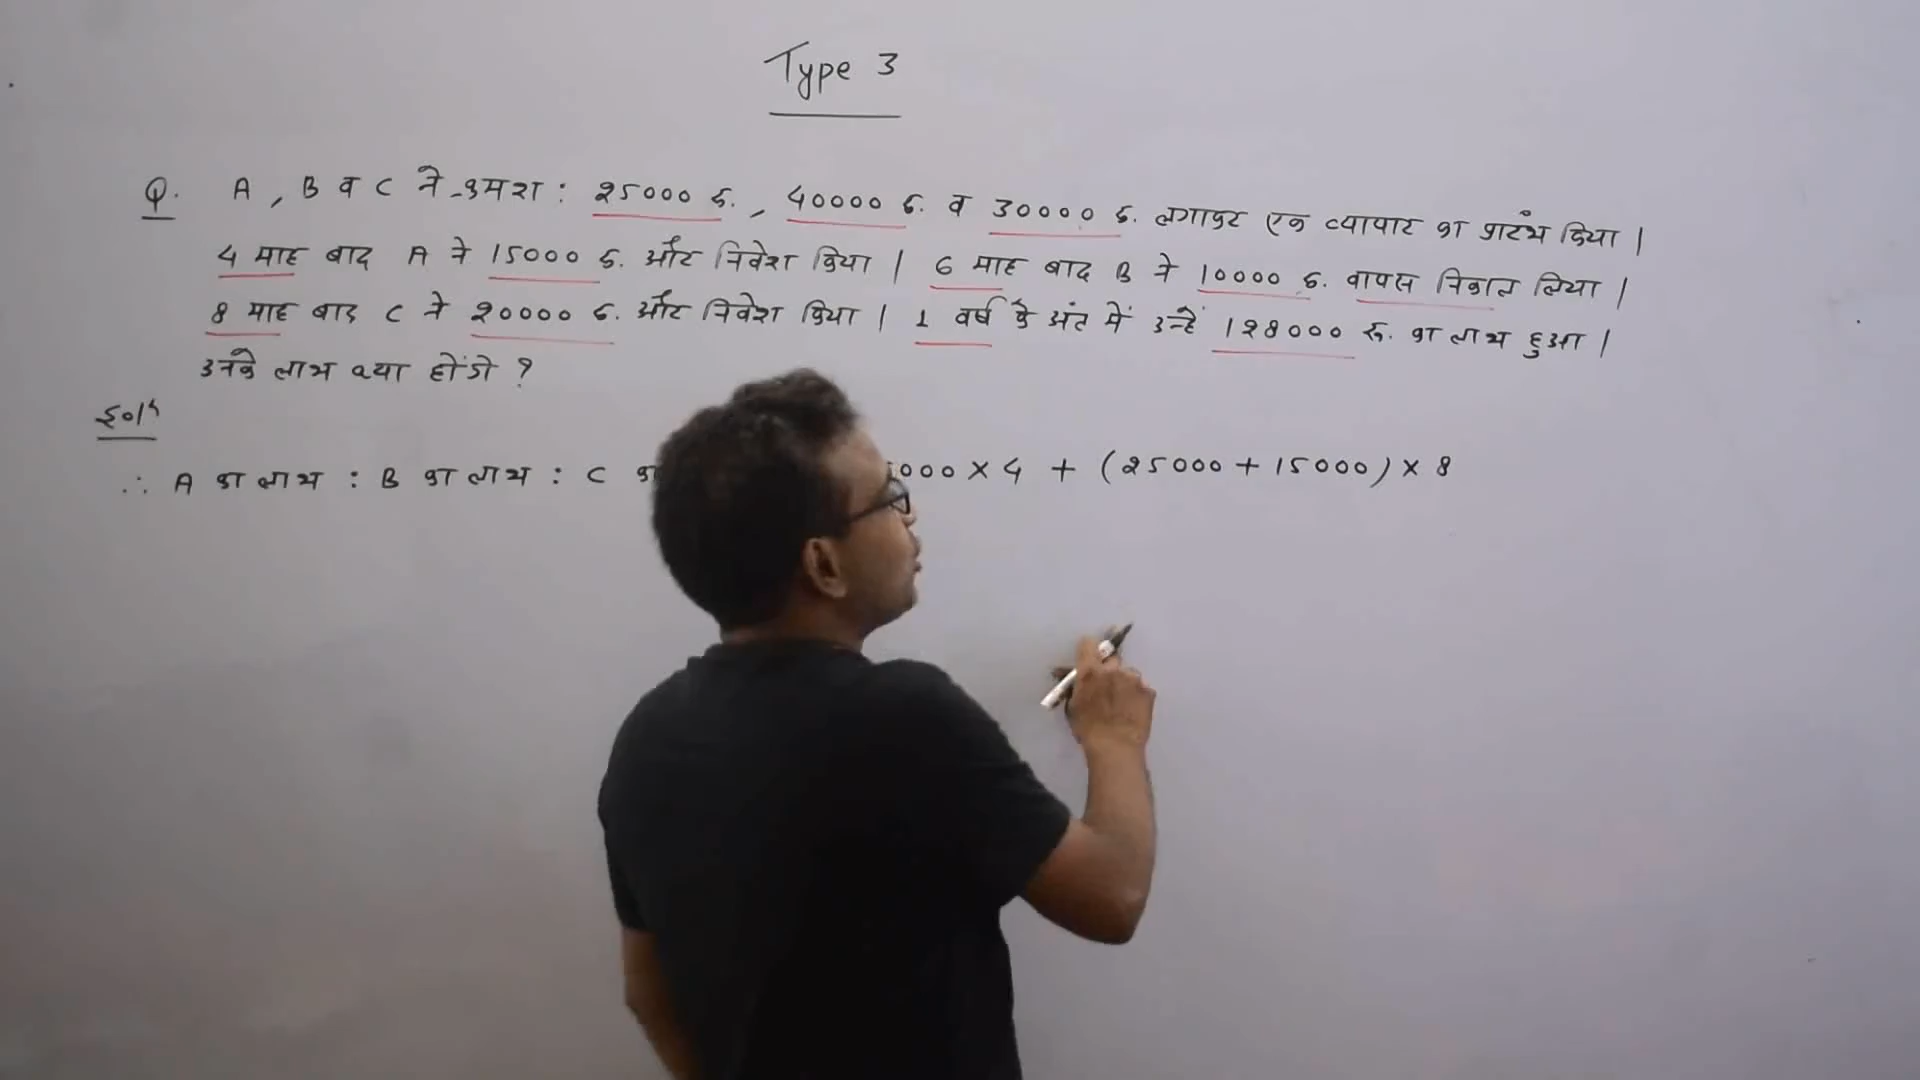 Type 3
Q. A, B व C ने क्रमश: 25000 रु., 40000 रु. व 30000 रु. लगाकर एक व्यापार का प्रारंभ किया |
4 माह बाद A ने 15000 रु. और निवेश किया | 6 माह बाद B ने 10000 रु. वापस निकाल लिया |
8 माह बाद C ने 20000 रु. और निवेश किया | 1 वर्ष के अंत में उन्हें 128000 रु. का लाभ हुआ |
उनके लाभ क्या होंगे ?
Solⁿ
∴ A का लाभ : B का लाभ : C का 000 × 4 + (25000 + 15000) × 8